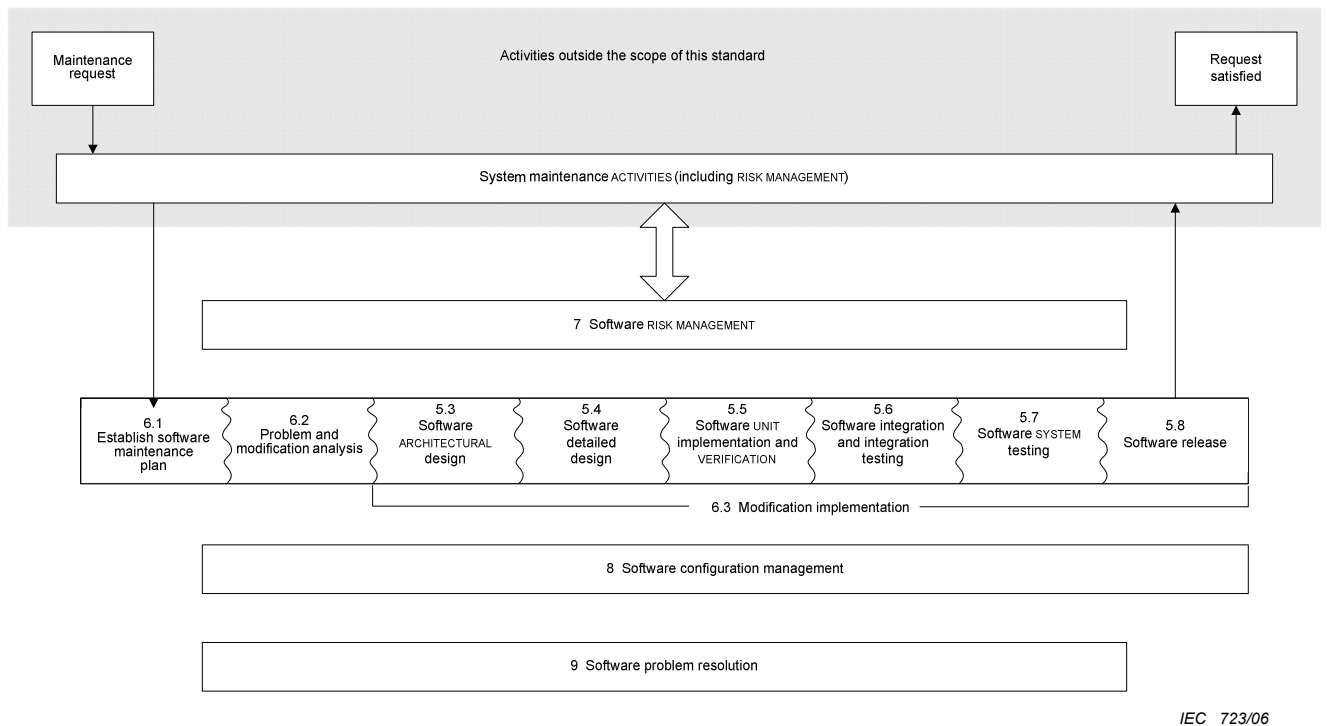 Maintenance
request
Activities outside the scope of this standard
Request
satisfied
System maintenance ACTIVITIES (including RISK MANAGEMENT)
7 Software RISK MANAGEMENT
6.1
Establish software
maintenance
plan
6.2
Problem and
modification analysis
5.3
Software
ARCHITECTURAL
design
5.4
Software
detailed
design
5.5
Software UNIT
implementation and
VERIFICATION
5.6
Software integration
and integration
testing
5.7
Software SYSTEM
testing
5.8
Software release
6.3 Modification implementation
8 Software configuration management
9 Software problem resolution
IEC 723/06